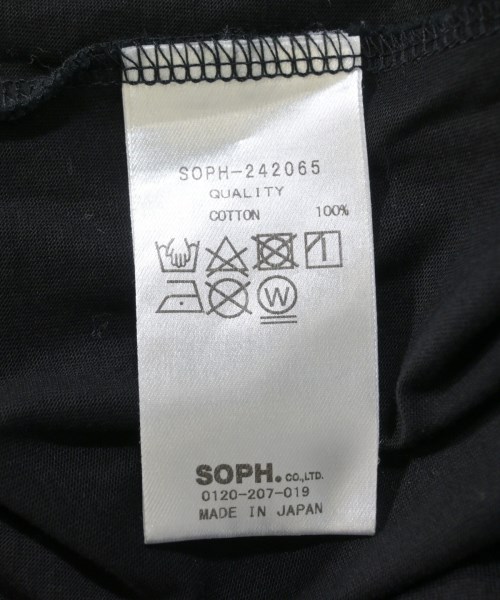 SOPH-242065
QUALITY
COTTON 100%
W
SOPH. CO.,LTD.
0120-207-019
MADE IN JAPAN